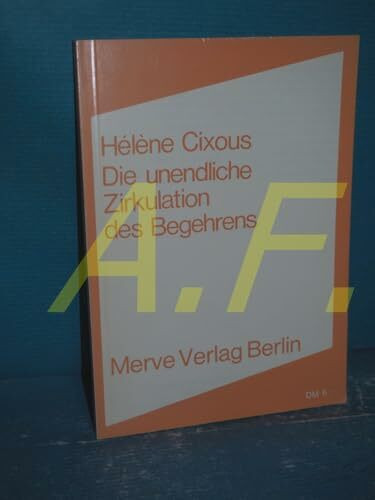 Hélène Cixous
Die unendliche
Zirkulation
des Begehrens
A.F.
Merve Verlag Berlin
DM 6